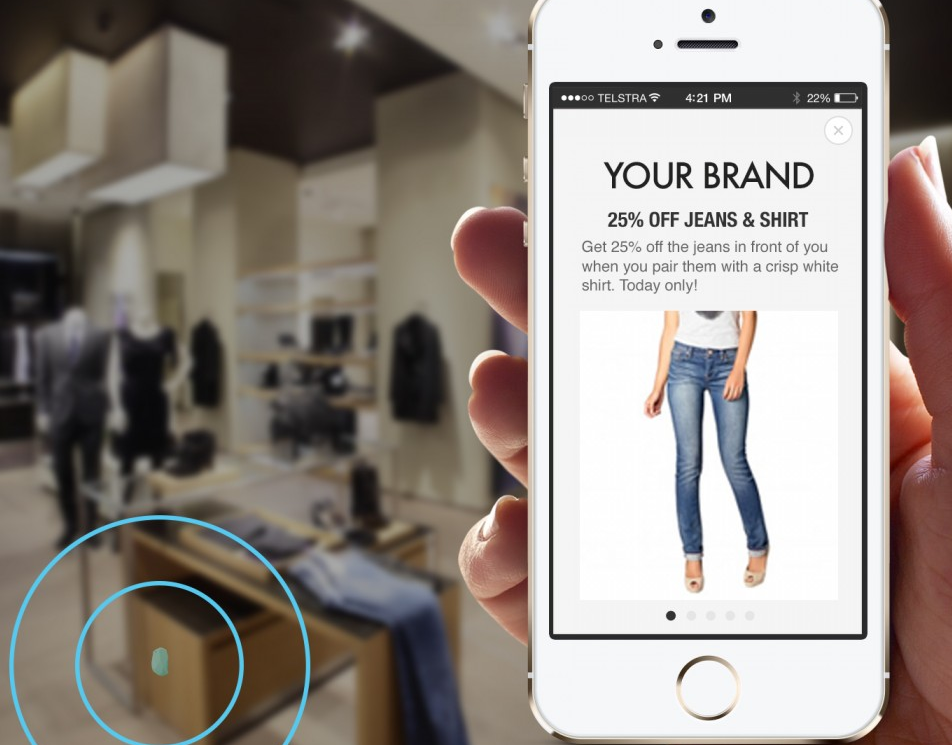 TELSTRA 4:21 PM 22%
YOUR BRAND
25% OFF JEANS & SHIRT
Get 25% off the jeans in front of you
when you pair them with a crisp white
shirt. Today only!